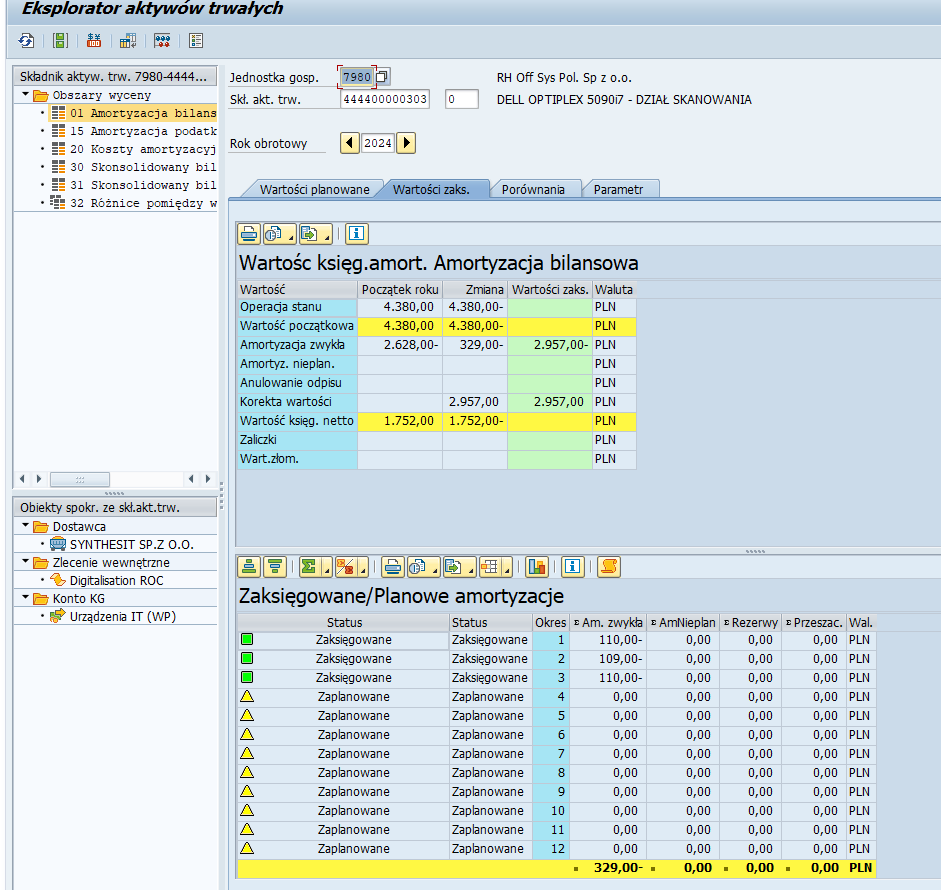 Eksplorator aktywów trwałych
Składnik aktyw. trw. 7980-4444...
Obszary wyceny
01 Amortyzacja bilans
15 Amortyzacja podatk
20 Koszty amortyzacyj
30 Skonsolidowany bil
31 Skonsolidowany bil
32 Różnice pomiędzy w
Obiekty spokr. ze skł.akt.trw.
Dostawca
SYNTHESIT SP.Z O.O.
Zlecenie wewnętrzne
Digitalisation ROC
Konto KG
Urządzenia IT (WP)
Jednostka gosp. 7980 RH Off Sys Pol. Sp z o.o.
Skł. akt. trw. 444400000303 0 DELL OPTIPLEX 5090i7 - DZIAŁ SKANOWANIA
Rok obrotowy 2024
Wartości planowane Wartości zaks. Porównania Parametr
Wartośc księg.amort. Amortyzacja bilansowa
Wartość Początek roku Zmiana Wartości zaks. Waluta
Operacja stanu 4.380,00 4.380,00- PLN
Wartość początkowa 4.380,00 4.380,00- PLN
Amortyzacja zwykła 2.628,00- 329,00- 2.957,00- PLN
Amortyz. nieplan. PLN
Anulowanie odpisu PLN
Korekta wartości 2.957,00 2.957,00 PLN
Wartość księg. netto 1.752,00 1.752,00- PLN
Zaliczki PLN
Wart.złom. PLN
Zaksięgowane/Planowe amortyzacje
Status Status Okres Σ Am. zwykła Σ AmNieplan Σ Rezerwy Σ Przeszac. Wal.
Zaksięgowane Zaksięgowane 1 110,00- 0,00 0,00 0,00 PLN
Zaksięgowane Zaksięgowane 2 109,00- 0,00 0,00 0,00 PLN
Zaksięgowane Zaksięgowane 3 110,00- 0,00 0,00 0,00 PLN
Zaplanowane Zaplanowane 4 0,00 0,00 0,00 0,00 PLN
Zaplanowane Zaplanowane 5 0,00 0,00 0,00 0,00 PLN
Zaplanowane Zaplanowane 6 0,00 0,00 0,00 0,00 PLN
Zaplanowane Zaplanowane 7 0,00 0,00 0,00 0,00 PLN
Zaplanowane Zaplanowane 8 0,00 0,00 0,00 0,00 PLN
Zaplanowane Zaplanowane 9 0,00 0,00 0,00 0,00 PLN
Zaplanowane Zaplanowane 10 0,00 0,00 0,00 0,00 PLN
Zaplanowane Zaplanowane 11 0,00 0,00 0,00 0,00 PLN
Zaplanowane Zaplanowane 12 0,00 0,00 0,00 0,00 PLN
329,00- 0,00 0,00 0,00 PLN